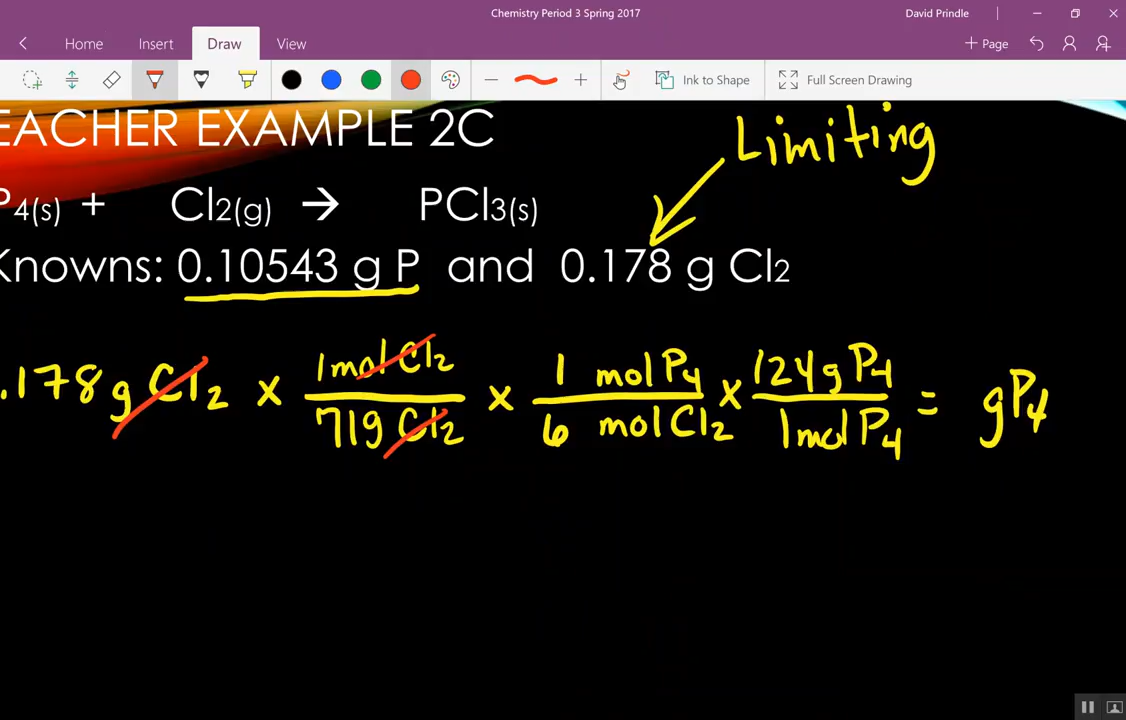 Chemistry Period 3 Spring 2017
David Prindle
Home Insert Draw View
+ Page
Ink to Shape Full Screen Drawing
EACHER EXAMPLE 2C
Limiting
P4(s) + Cl2(g) → PCl3(s)
Knowns: 0.10543 g P and 0.178 g Cl2
.178 g Cl2 x 1 mol Cl2 / 71g Cl2 x 1 mol P4 / 6 mol Cl2 x 124 g P4 / 1 mol P4 = g P4